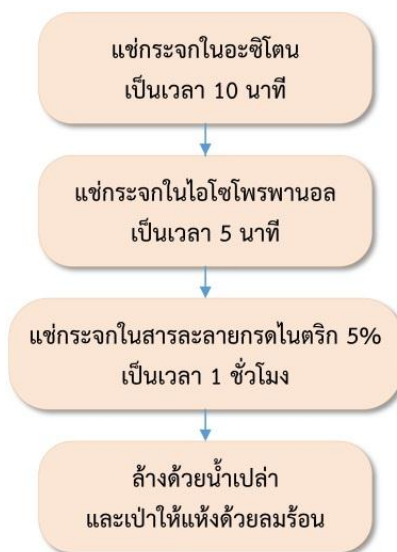 แช่กระจกในอะซิโตน
เป็นเวลา 10 นาที
แช่กระจกในไอโซโพรพานอล
เป็นเวลา 5 นาที
แช่กระจกในสารละลายกรดไนตริก 5%
เป็นเวลา 1 ชั่วโมง
ล้างด้วยน้ำเปล่า
และเป่าให้แห้งด้วยลมร้อน